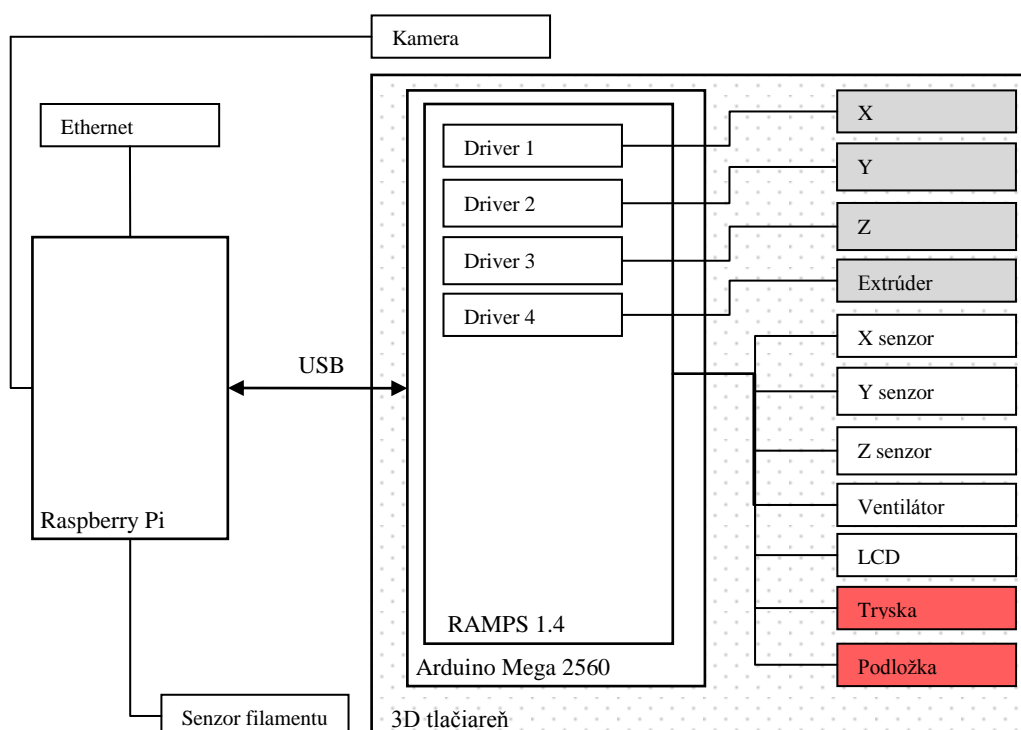 Kamera
Ethernet
Raspberry Pi
Senzor filamentu
USB
Driver 1
Driver 2
Driver 3
Driver 4
RAMPS 1.4
Arduino Mega 2560
3D tlačiareň
X
Y
Z
Extrúder
X senzor
Y senzor
Z senzor
Ventilátor
LCD
Tryska
Podložka